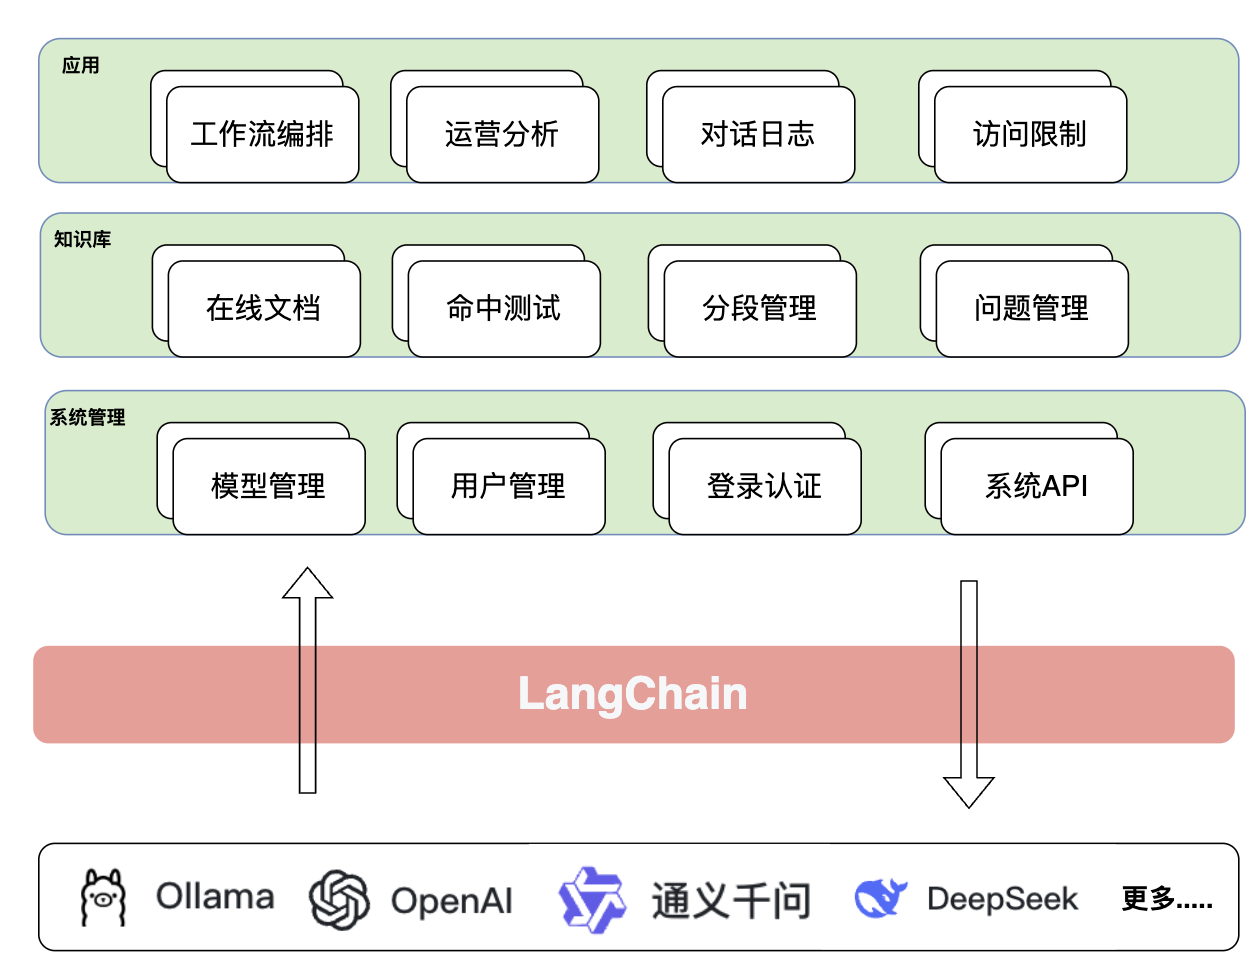 应用
工作流编排
运营分析
对话日志
访问限制
知识库
在线文档
命中测试
分段管理
问题管理
系统管理
模型管理
用户管理
登录认证
系统API
LangChain
Ollama
OpenAI
通义千问
DeepSeek
更多.....